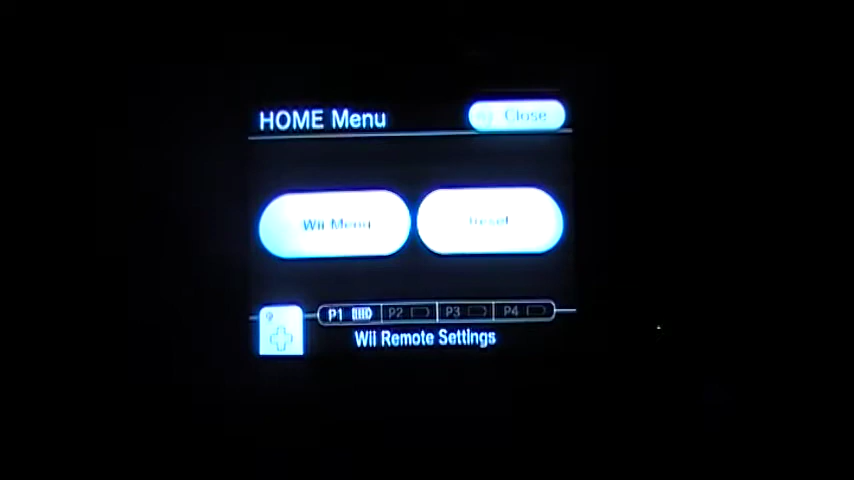 HOME Menu
Close
Wii Menu
Reset
P1 P2 P3 P4
Wii Remote Settings